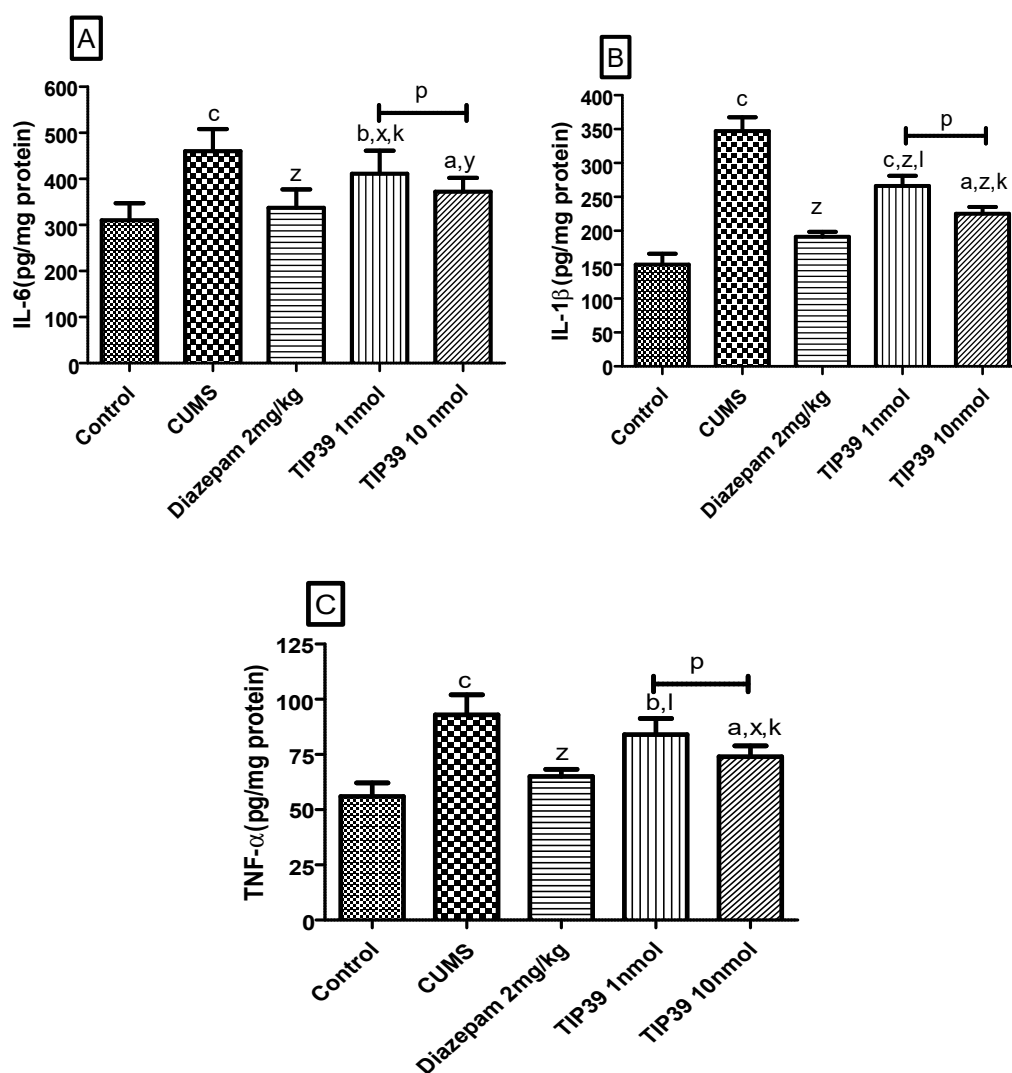 A
IL-6(pg/mg protein)
600
500
400
300
200
100
0
c
z
b,x,k
a,y
p
Control
CUMS
Diazepam 2mg/kg
TIP39 1nmol
TIP39 10 nmol
B
IL-1β(pg/mg protein)
400
350
300
250
200
150
100
50
0
c
z
c,z,l
a,z,k
p
Control
CUMS
Diazepam 2mg/kg
TIP39 1nmol
TIP39 10nmol
C
TNF-α(pg/mg protein)
125
100
75
50
25
0
c
z
b,l
a,x,k
p
Control
CUMS
Diazepam 2mg/kg
TIP39 1nmol
TIP39 10nmol